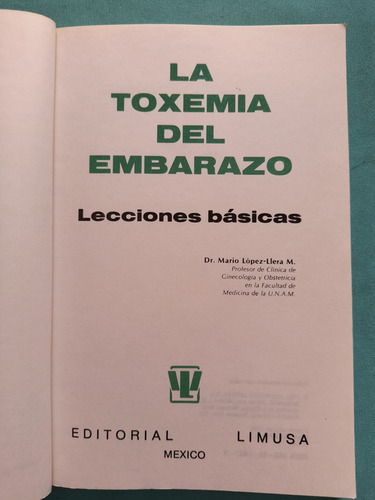 LA
TOXEMIA
DEL
EMBARAZO
Lecciones básicas
Dr. Mario López-Llera M.
Profesor de Clínica de
Ginecología y Obstetricia
en la Facultad de
Medicina de la U.N.A.M.
EDITORIAL LIMUSA
MEXICO